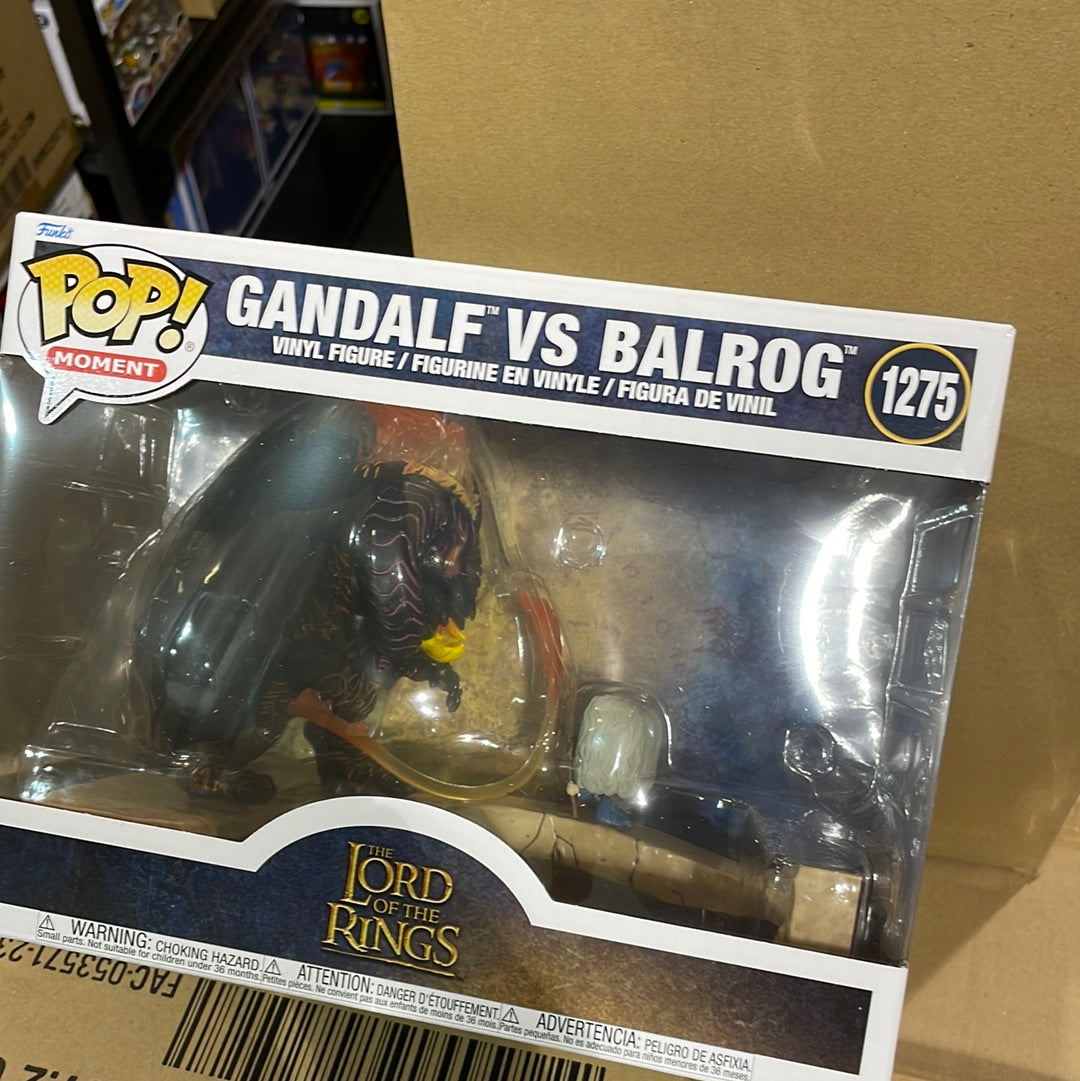 Funko
POP!®
MOMENT
GANDALF™ VS BALROG™
VINYL FIGURE / FIGURINE EN VINYLE / FIGURA DE VINIL
1275
THE
LORD
OF THE
RINGS
WARNING: CHOKING HAZARD.
Small parts. Not suitable for children under 36 months.
ATTENTION: DANGER D'ÉTOUFFEMENT.
Petites pièces. Ne convient pas aux enfants de moins de 36 mois.
ADVERTENCIA: PELIGRO DE ASFIXIA.
Partes pequeñas. No es adecuado para niños menores de 36 meses.
FAC-053571-23